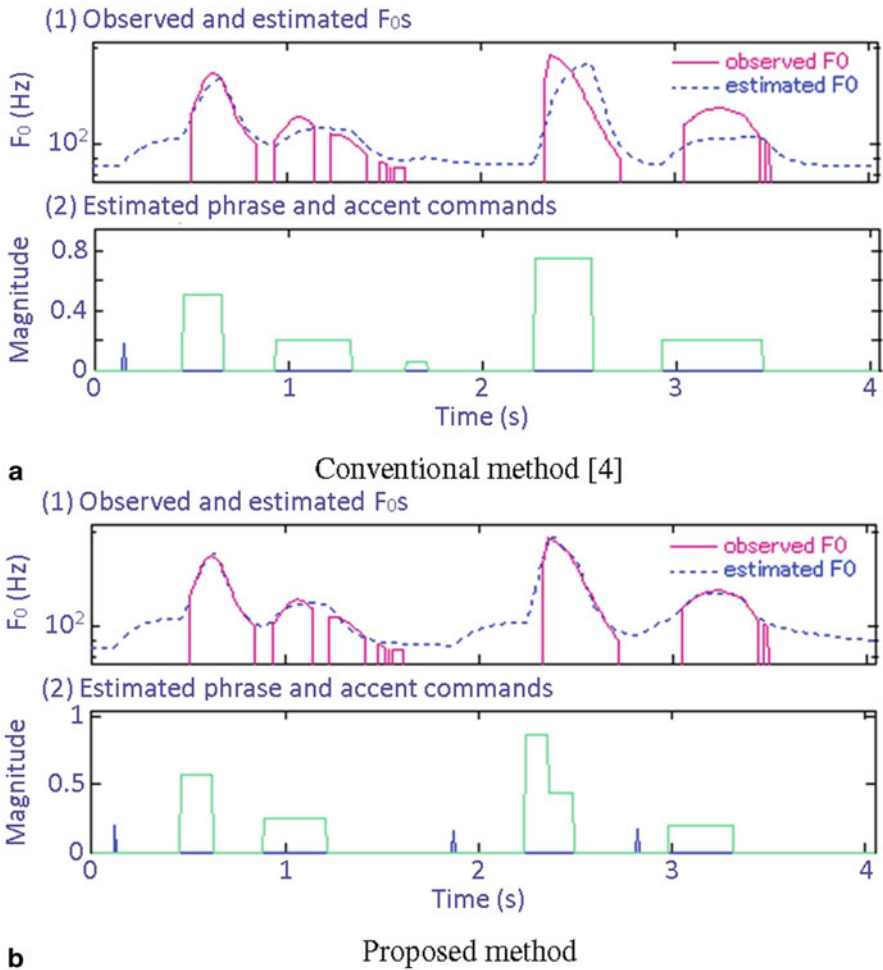 (1) Observed and estimated F₀s
F₀ (Hz)
10²
observed F0
estimated F0
(2) Estimated phrase and accent commands
Magnitude
0.8
0.4
0
0 1 2 3 4
Time (s)
a Conventional method [4]
(1) Observed and estimated F₀s
F₀ (Hz)
10²
observed F0
estimated F0
(2) Estimated phrase and accent commands
Magnitude
1
0.5
0
0 1 2 3 4
Time (s)
b Proposed method